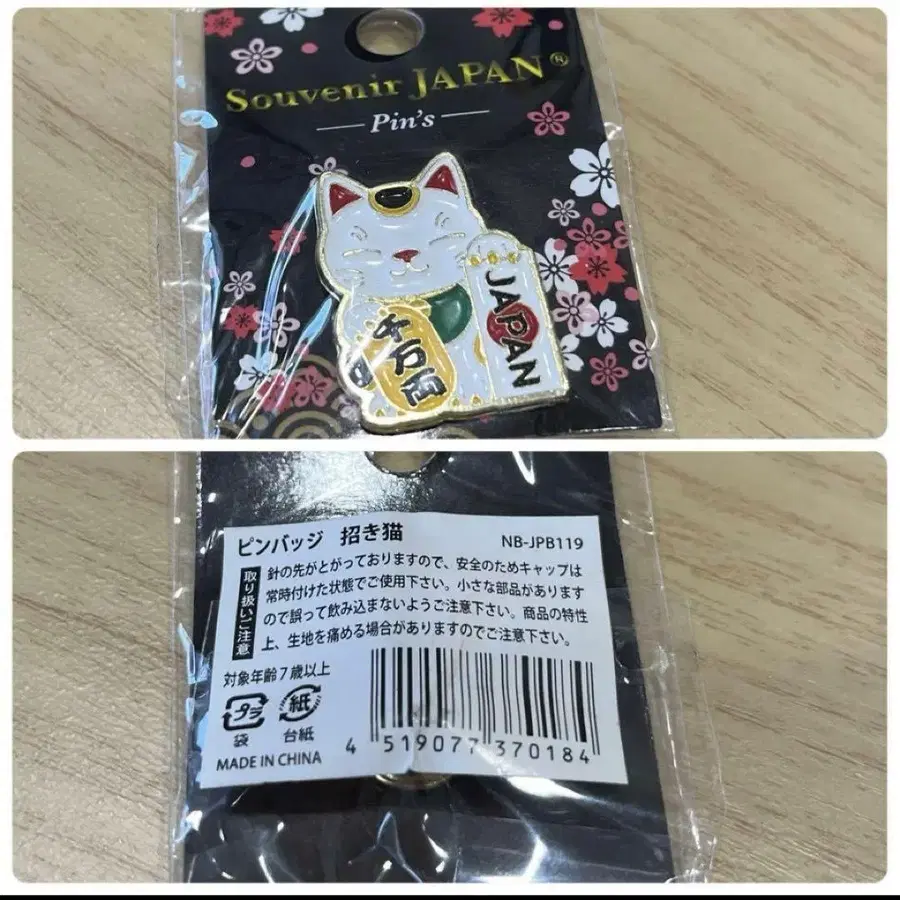 Souvenir JAPAN®
Pin's
千万両
JAPAN
ピンバッジ 招き猫 NB-JPB119
取り扱いご注意
針の先がとがっておりますので、安全のためキャップは
常時付けた状態でご使用下さい。小さな部品があります
ので誤って飲み込まないようご注意下さい。商品の特性
上、生地を痛める場合がありますのでご注意下さい。
対象年齢7歳以上
プラ 紙
袋 台紙
MADE IN CHINA
4 519077 370184